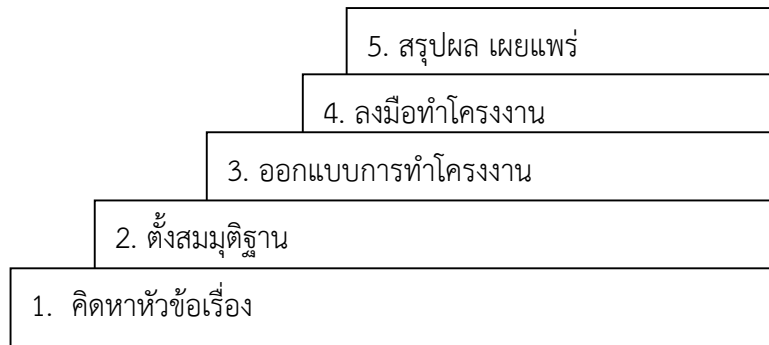 5. สรุปผล เผยแพร่
4. ลงมือทำโครงงาน
3. ออกแบบการทำโครงงาน
2. ตั้งสมมุติฐาน
1. คิดหาหัวข้อเรื่อง